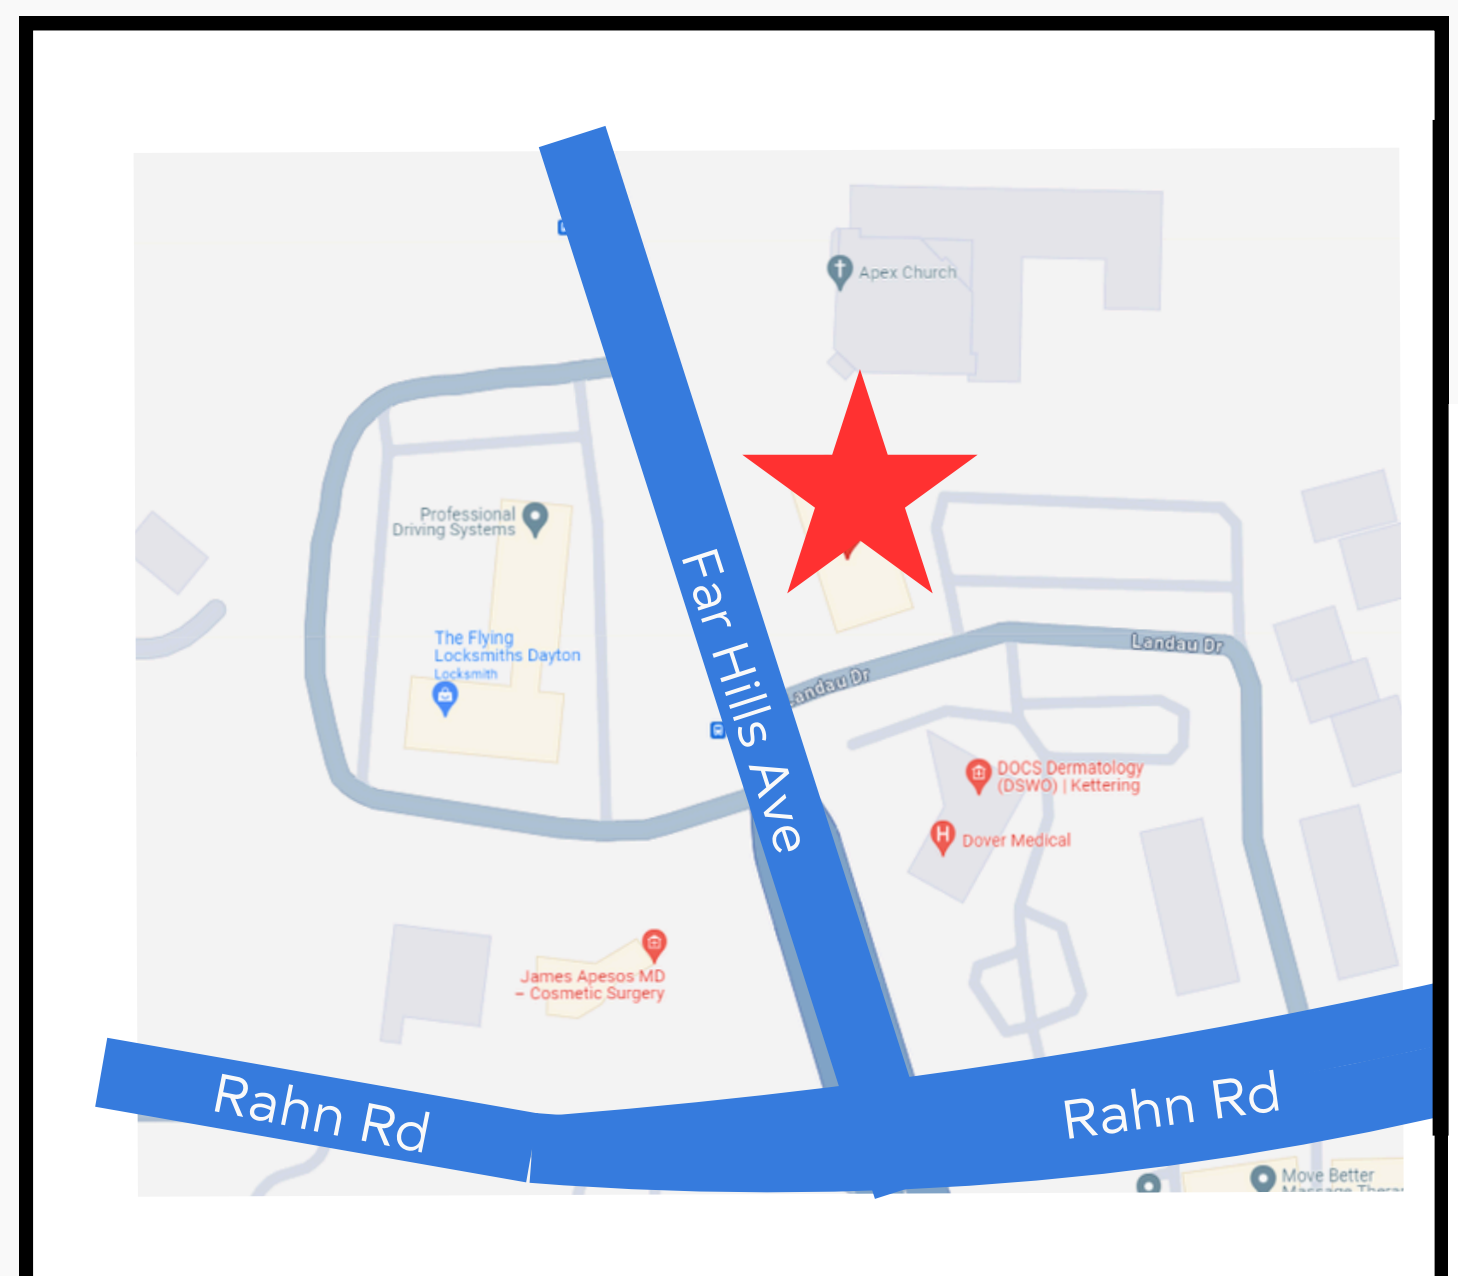 Apex Church
Professional
Driving Systems
Far Hills Ave
The Flying
Locksmiths Dayton
Locksmith
Landau Dr
Landau Dr
DOCS Dermatology
(DSWO) | Kettering
H
Dover Medical
James Apesos MD
– Cosmetic Surgery
Rahn Rd
Rahn Rd
Move Better
Massage